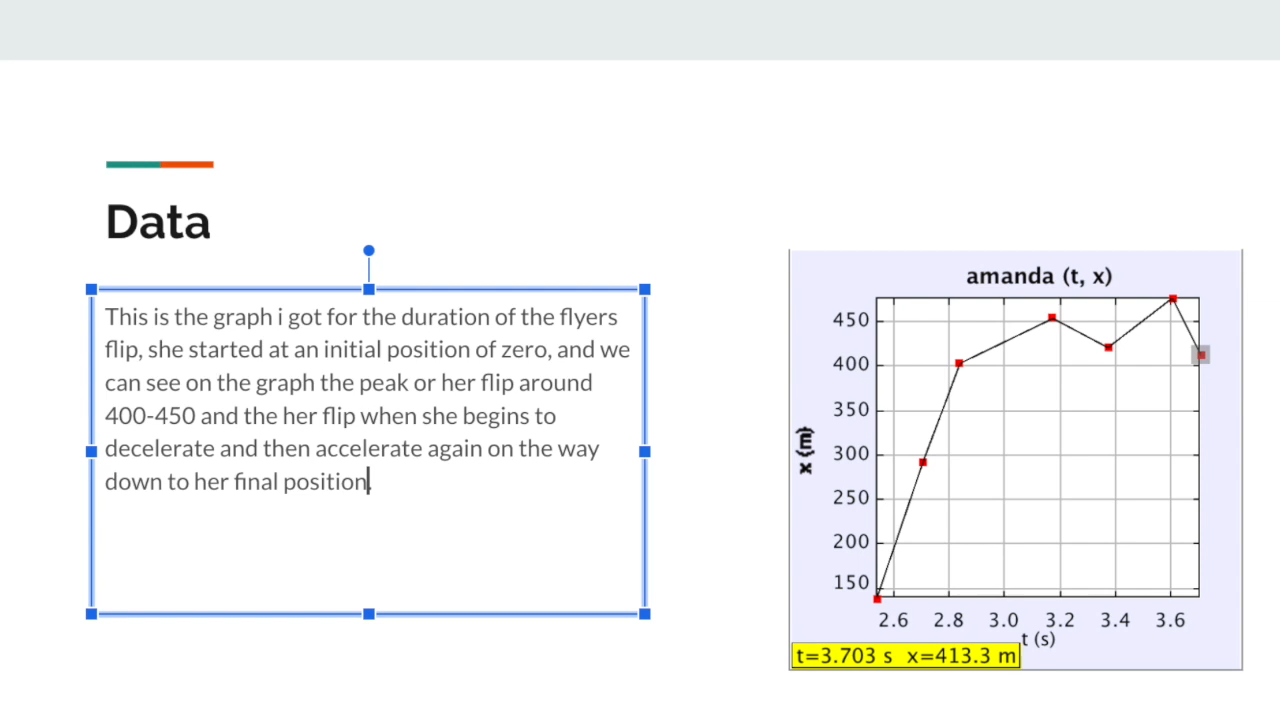 Data
This is the graph i got for the duration of the flyers
flip, she started at an initial position of zero, and we
can see on the graph the peak or her flip around
400-450 and the her flip when she begins to
decelerate and then accelerate again on the way
down to her final position.
amanda (t, x)
450
400
350
300
250
200
150
x (m)
2.6 2.8 3.0 3.2 3.4 3.6
t (s)
t=3.703 s x=413.3 m